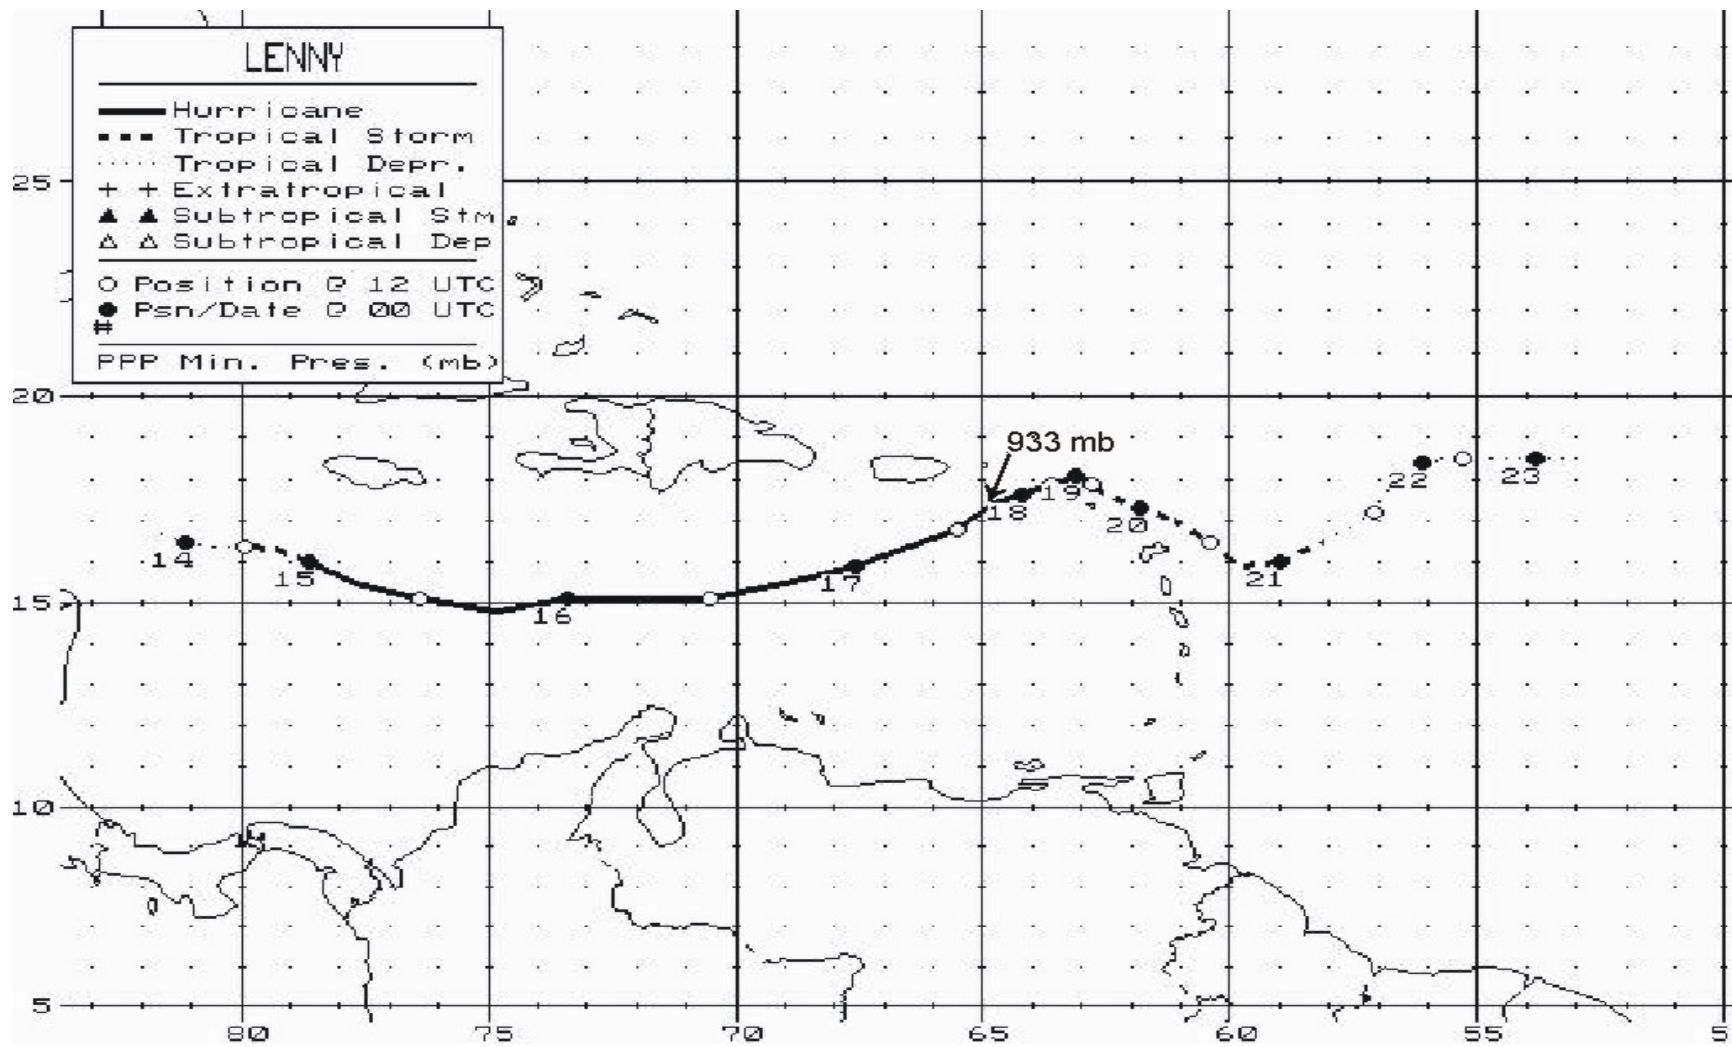 LENNY
Hurricane
Tropical Storm
Tropical Depr.
+ + Extratropical
Subtropical Stm.
Subtropical Dep
Position @ 12 UTC
Psn/Date @ 00 UTC
#
PPP Min. Pres. (mb)
25
20
933 mb
14
15
16
17
18
19
20
21
22
23
15
10
5
80
75
70
65
60
55
5